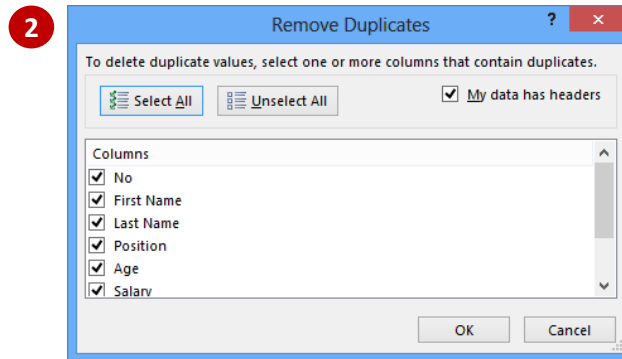 2
Remove Duplicates
?
To delete duplicate values, select one or more columns that contain duplicates.
Select All
Unselect All
My data has headers
Columns
No
First Name
Last Name
Position
Age
Salary
OK
Cancel